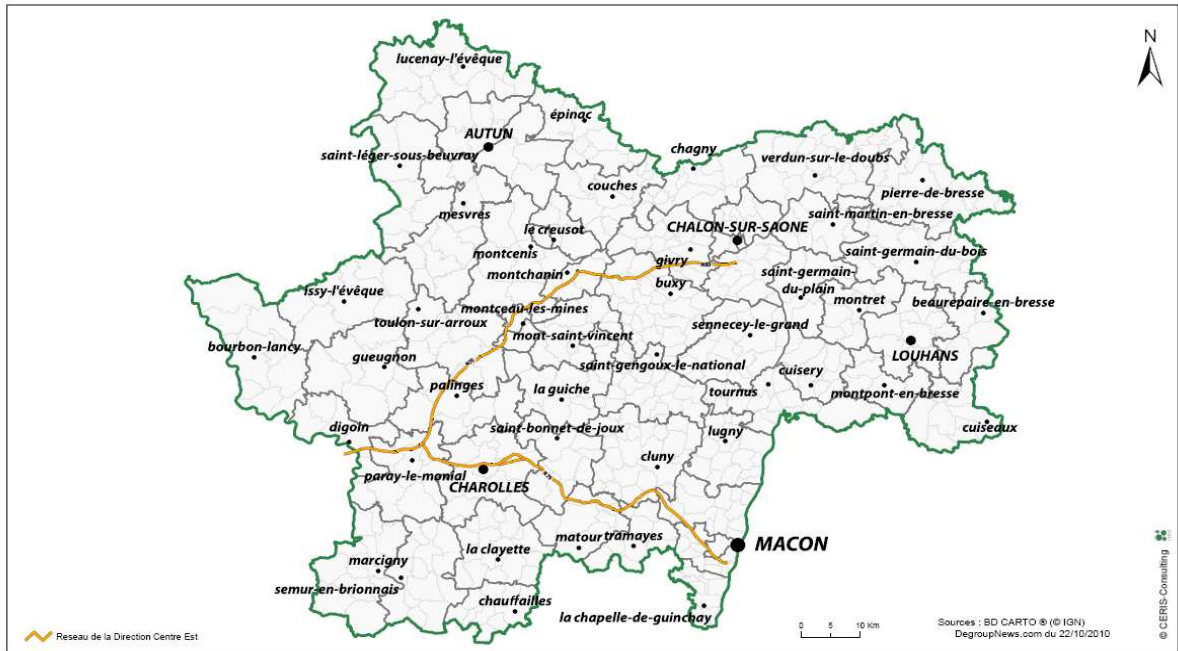 N
lucenay-l'évêque
épinac
AUTUN
chagny
saint-léger-sous-beuvray
verdun-sur-le-doubs
couches
pierre-de-bresse
mesvres
saint-martin-en-bresse
le creusot
CHALON-SUR-SAONE
montcenis
saint-germain-du-bois
givry
montchanin
saint-germain-
du-plain
buxy
issy-l'évêque
montret
beaurepaire-en-bresse
montceau-les-mines
toulon-sur-arroux
sennecey-le-grand
mont-saint-vincent
bourbon-lancy
gueugnon
LOUHANS
saint-gengoux-le-national
cuisery
palinges
la guiche
tournus
montpont-en-bresse
digoin
saint-bonnet-de-joux
lugny
cuiseaux
cluny
paray-le-monial
CHAROLLES
MACON
matour
tramayes
la clayette
marcigny
semur-en-brionnais
chauffailles
la chapelle-de-guinchay
Reseau de la Direction Centre Est
0 5 10 Km
Sources : BD CARTO ® (© IGN)
DegroupNews.com du 22/10/2010
© CERIS-Consulting